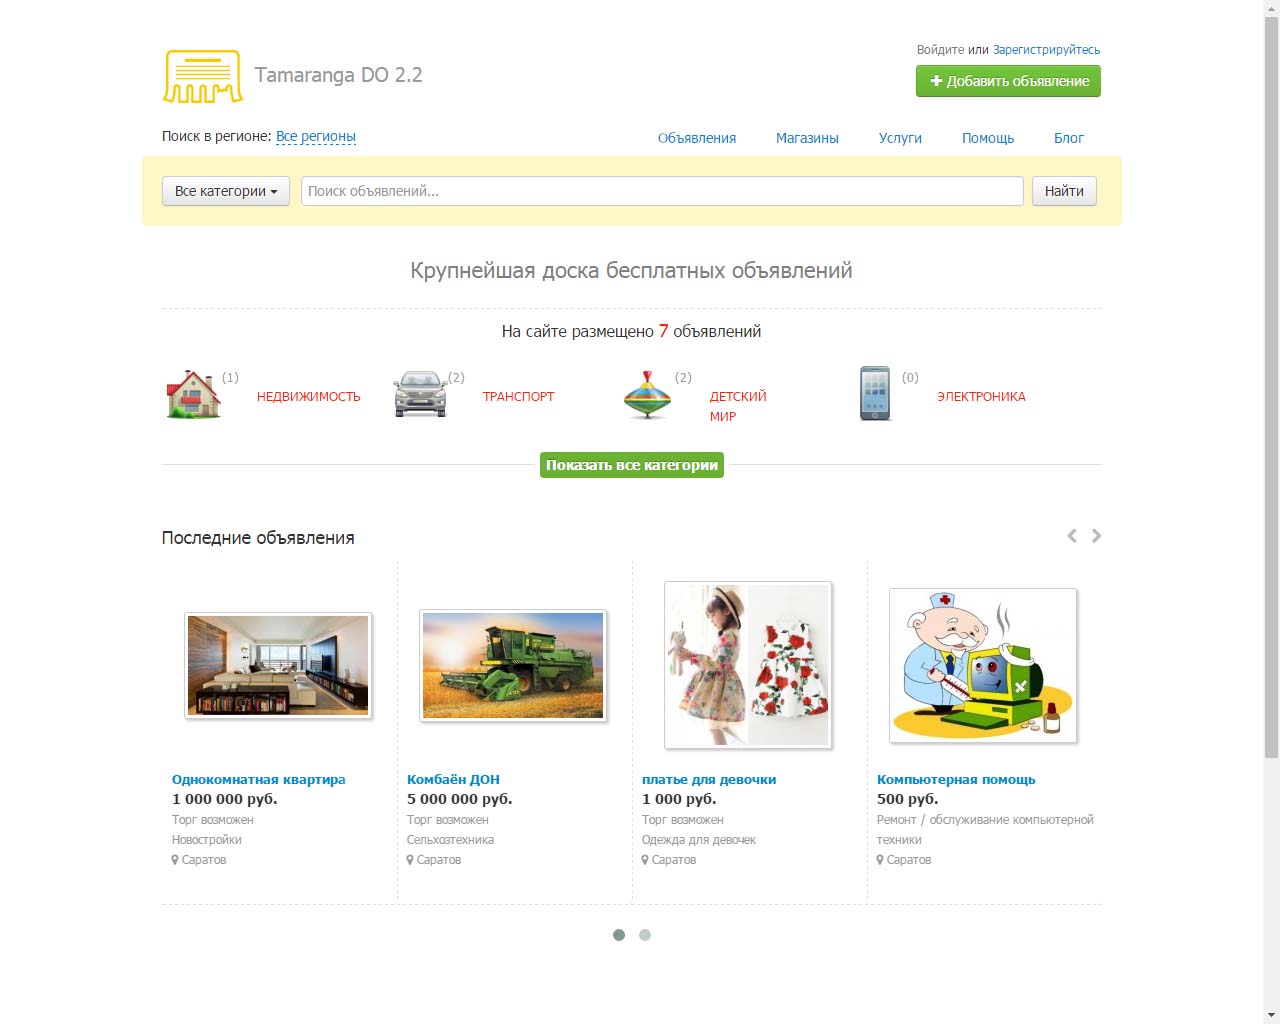 Войдите или Зарегистрируйтесь
Tamaranga DO 2.2
Добавить объявление
Поиск в регионе: Все регионы
Объявления Магазины Услуги Помощь Блог
Все категории Поиск объявлений... Найти
Крупнейшая доска бесплатных объявлений
На сайте размещено 7 объявлений
(1) НЕДВИЖИМОСТЬ
(2) ТРАНСПОРТ
(2) ДЕТСКИЙ
МИР
(0) ЭЛЕКТРОНИКА
Показать все категории
Последние объявления
Однокомнатная квартира
1 000 000 руб.
Торг возможен
Новостройки
Саратов
Комбаён ДОН
5 000 000 руб.
Торг возможен
Сельхозтехника
Саратов
платье для девочки
1 000 руб.
Торг возможен
Одежда для девочек
Саратов
Компьютерная помощь
500 руб.
Ремонт / обслуживание компьютерной
техники
Саратов